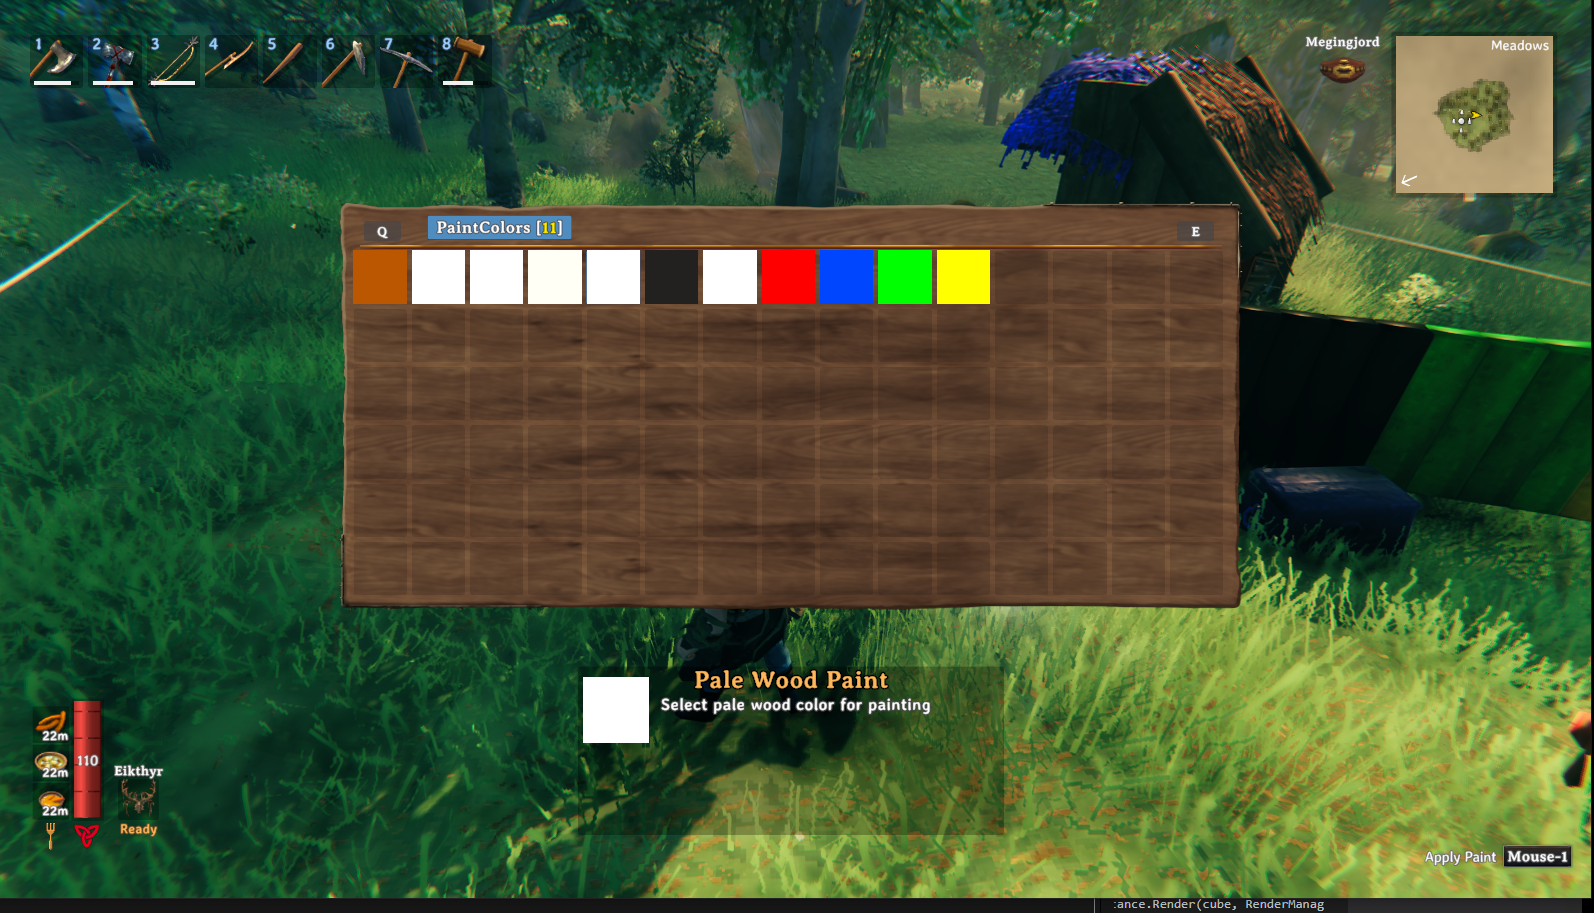 1
2
3
4
5
6
7
8
Megingjord
Meadows
Q
PaintColors [11]
E
Pale Wood Paint
Select pale wood color for painting
22m
22m
22m
110
Eikthyr
Ready
Apply Paint
Mouse-1
:ance.Render(cube, RenderManag